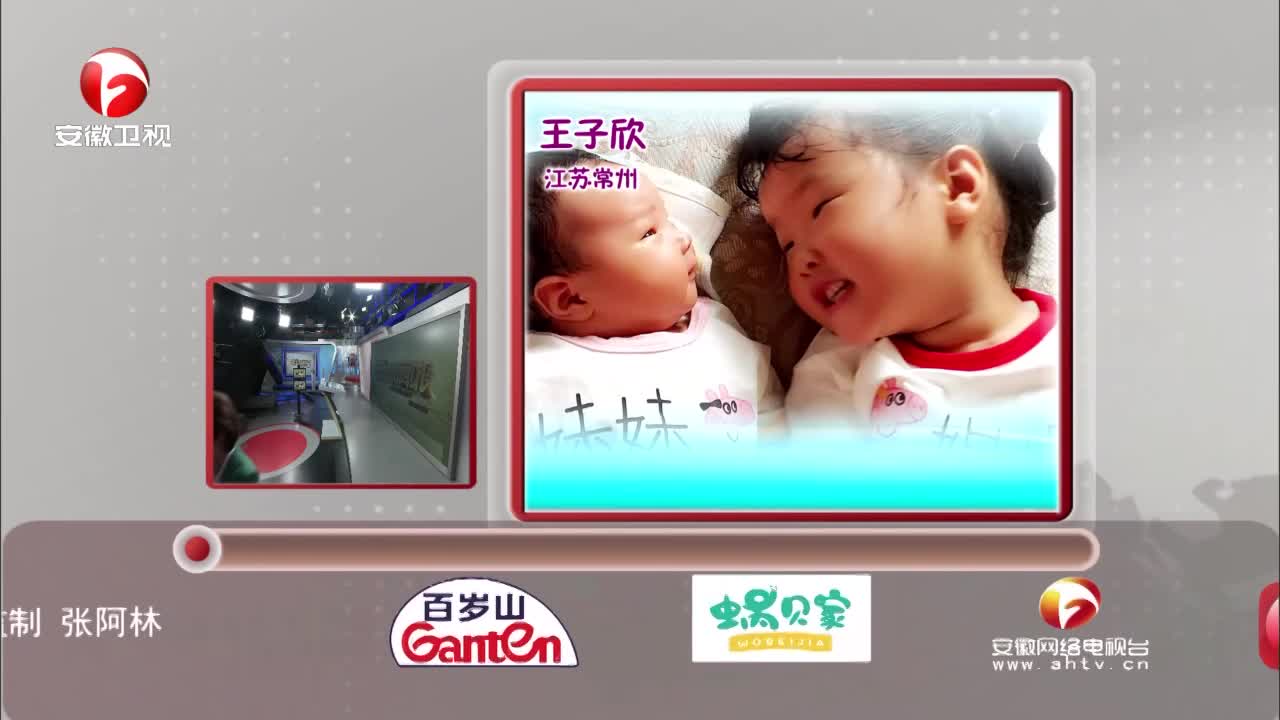 安徽卫视
王子欣
江苏常州
妹妹
制 张阿林
百岁山
Ganten
蜗贝家
WOBEIJIA
安徽网络电视台
www.ahtv.cn